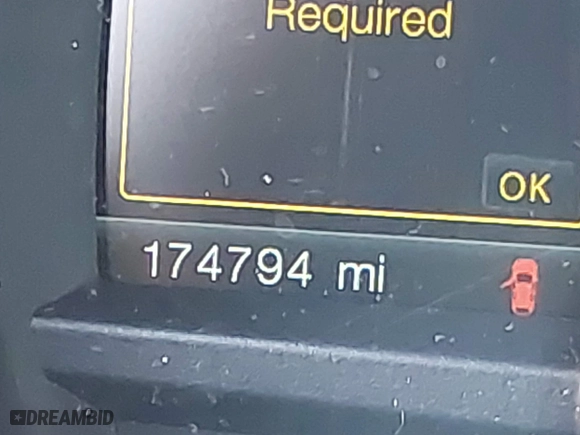 Required
OK
174794 mi
DREAMBID